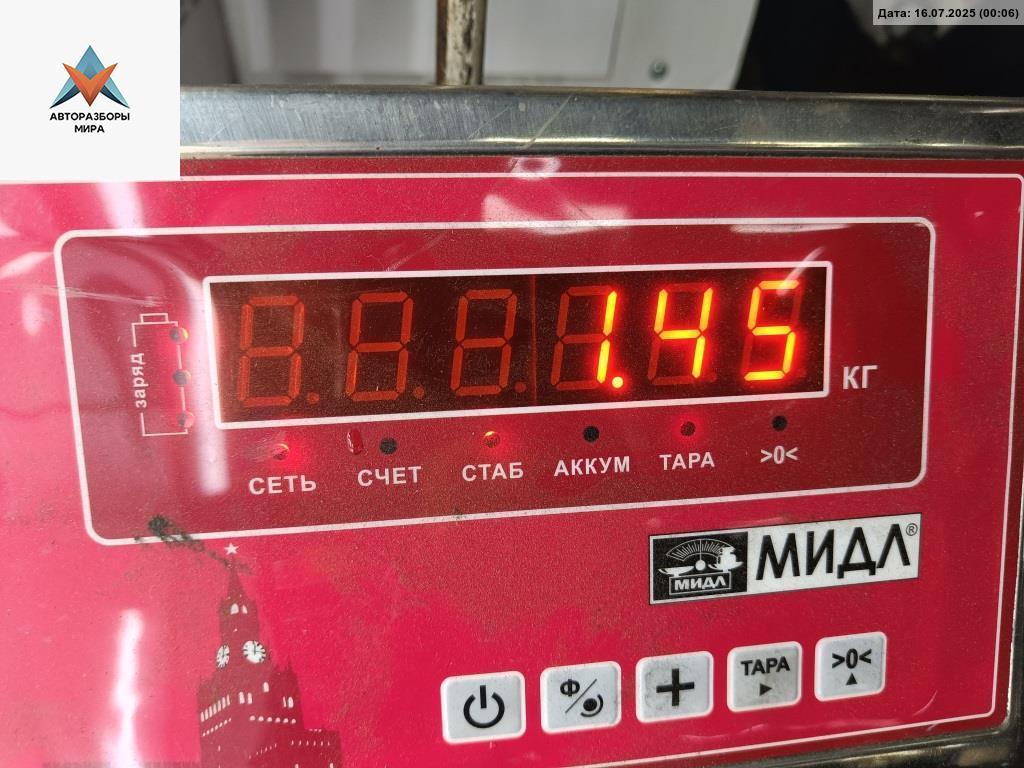 Дата: 16.07.2025 (00:06)
АВТОРАЗБОРЫ
МИРА
1.45
КГ
заряд
СЕТЬ СЧЕТ СТАБ АККУМ ТАРА >0<
МИДЛ МИДЛ®
Ф ТАРА >0<